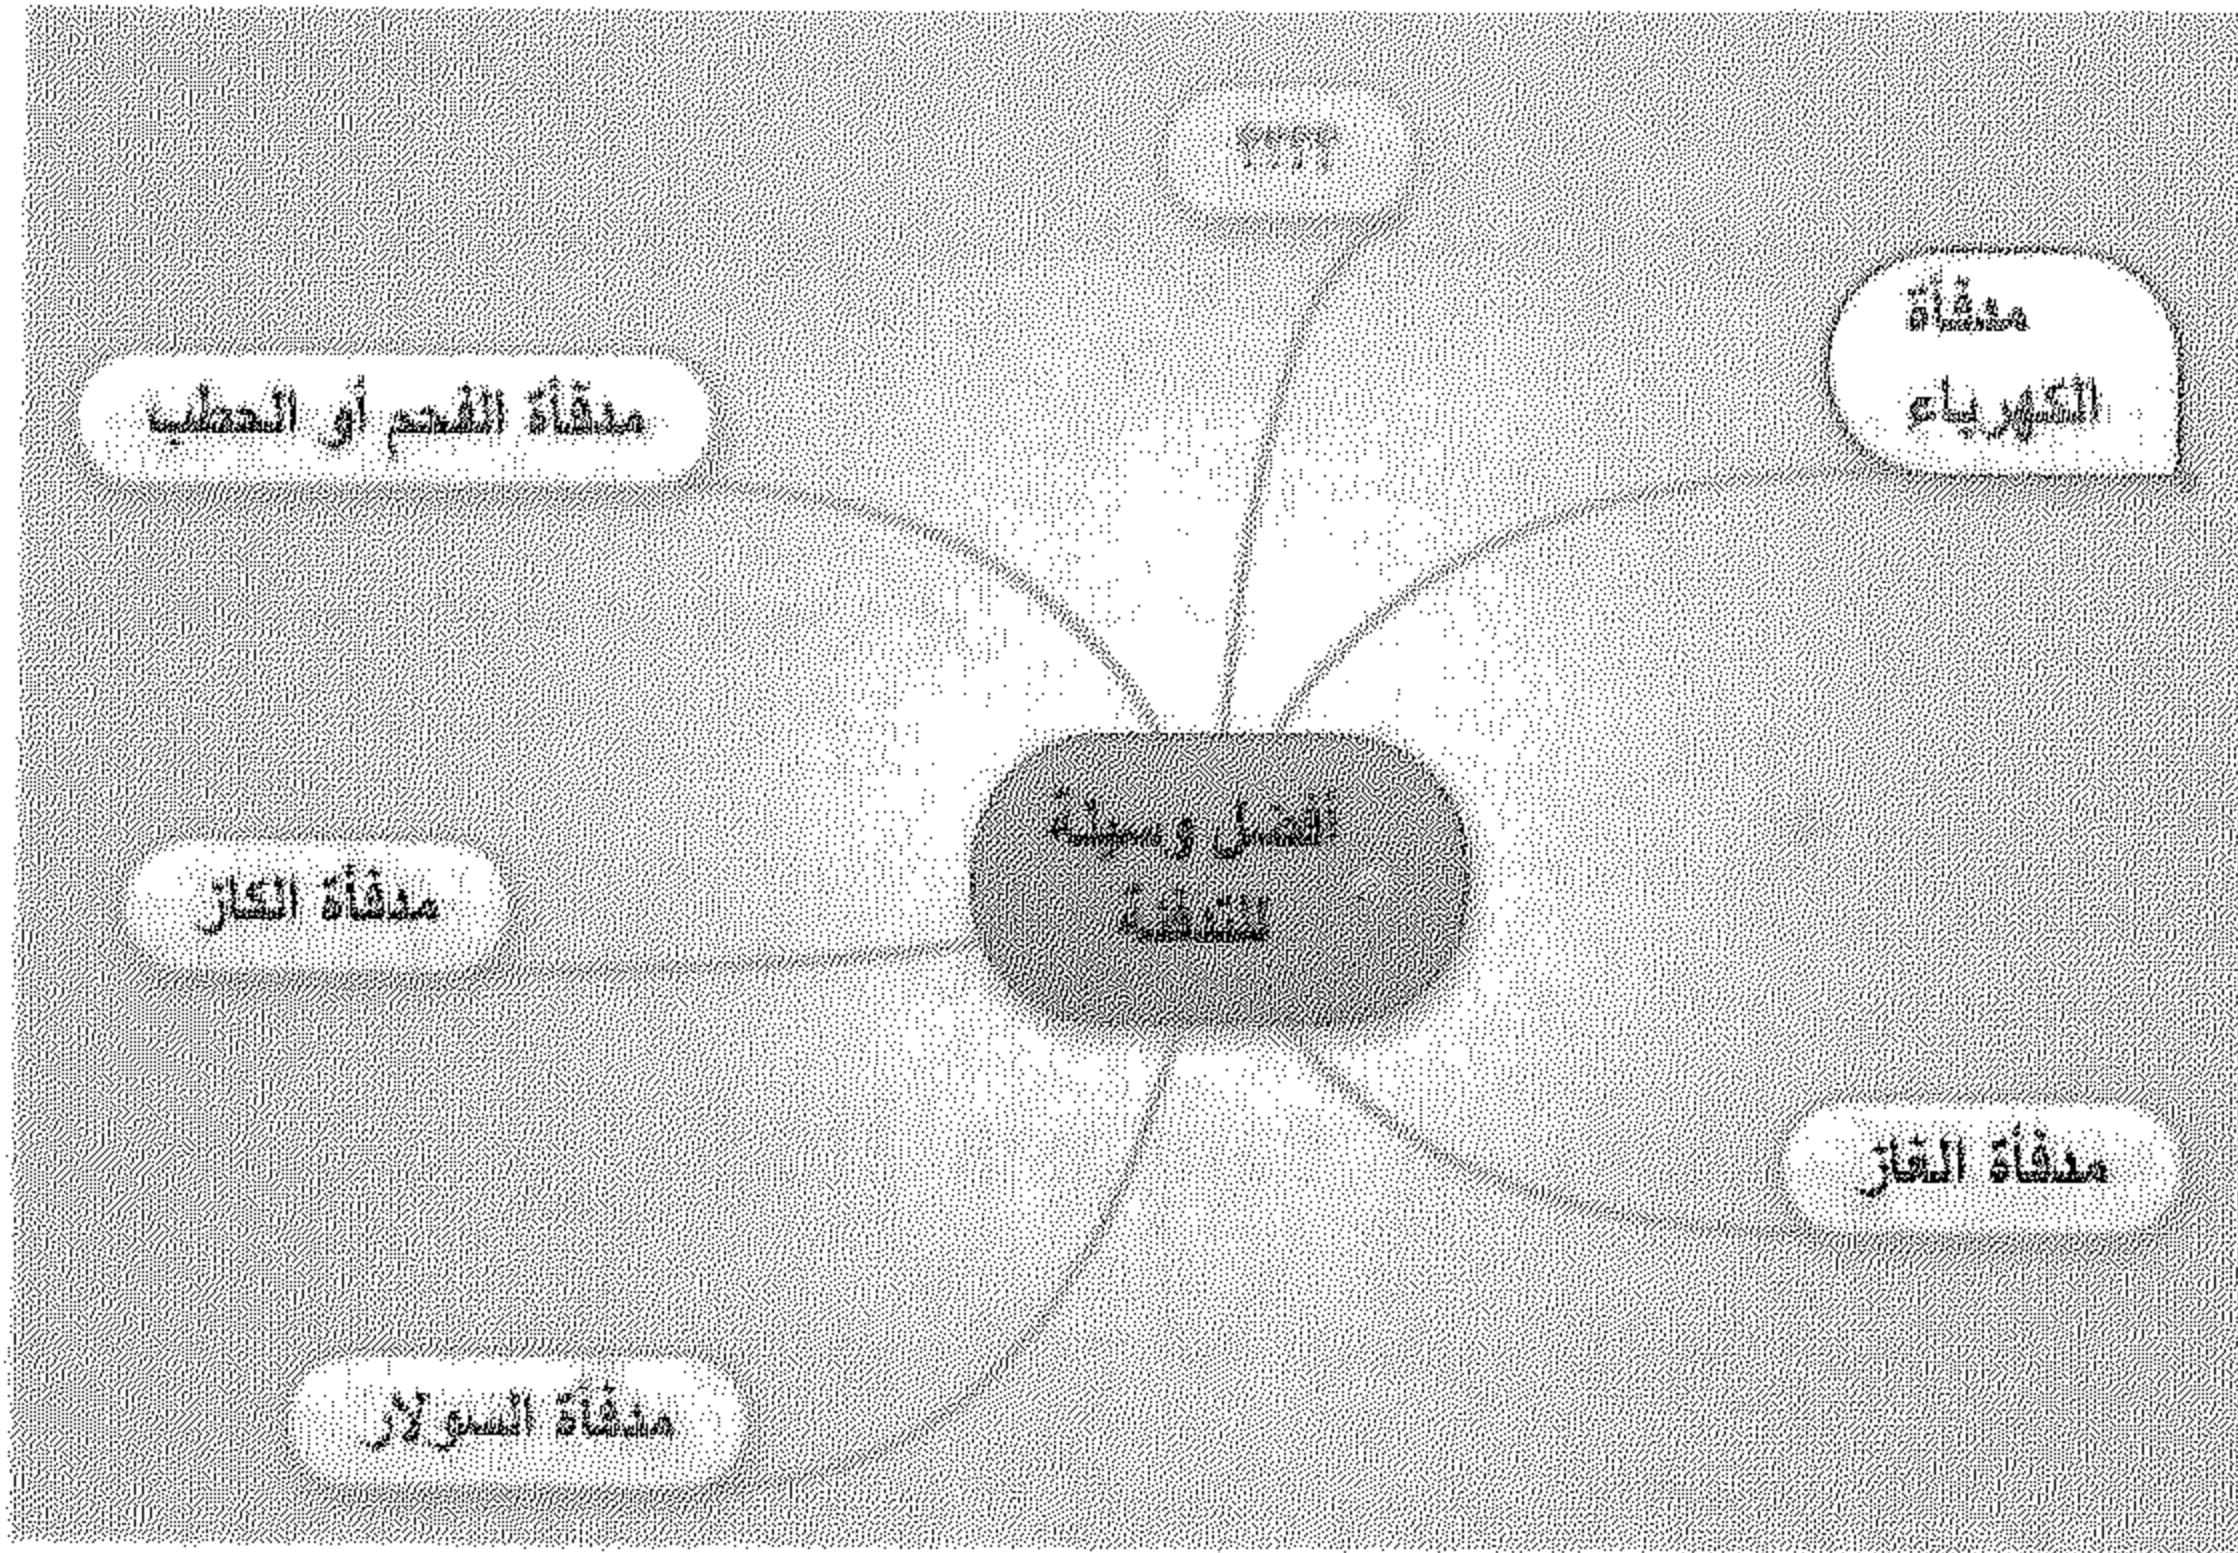 ؟؟؟؟
مدفأة
الكهرباء
مدفأة الفحم أو الحطب
أفضل وسيلة
للتدفئة
مدفأة الكاز
مدفأة الغاز
مدفأة السولار